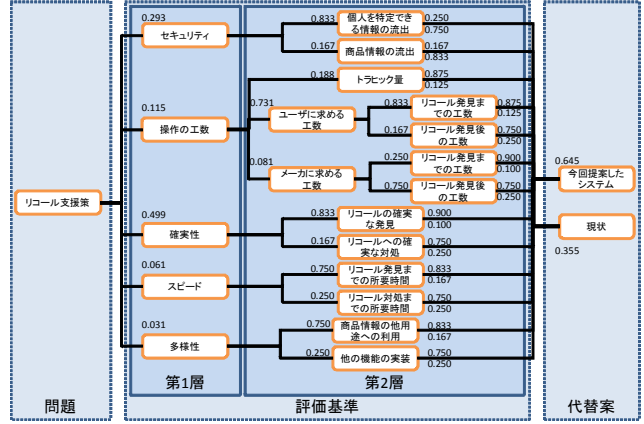 リコール支援策
問題
0.293
セキュリティ
0.115
操作の工数
0.499
確実性
0.061
スピード
0.031
多様性
第1層
0.833
個人を特定でき
る情報の流出
0.250
0.750
0.167
商品情報の流出
0.167
0.833
0.188
トラヒック量
0.875
0.125
0.731
ユーザに求める
工数
0.833
リコール発見ま
での工数
0.875
0.125
0.167
リコール発見後
の工数
0.750
0.250
0.081
メーカに求める
工数
0.250
リコール発見ま
での工数
0.900
0.100
0.750
リコール発見後
の工数
0.750
0.250
0.833
リコールの確実
な発見
0.900
0.100
0.167
リコールへの確
実な対処
0.750
0.250
0.750
リコール発見ま
での所要時間
0.833
0.167
0.250
リコール対処ま
での所要時間
0.750
0.250
0.750
商品情報の他用
途への利用
0.833
0.167
0.250
他の機能の実装
0.750
0.250
第2層
評価基準
0.645
今回提案した
システム
現状
0.355
代替案